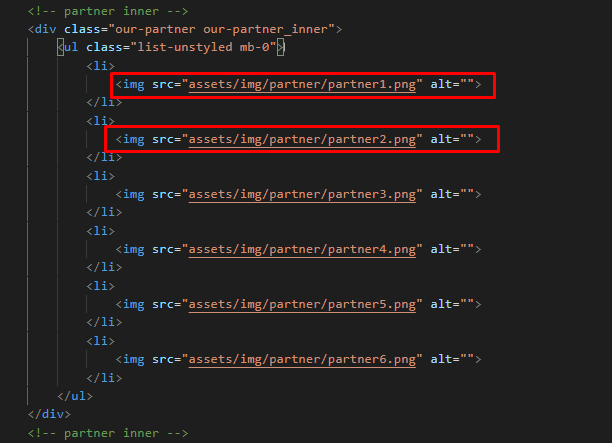 <!-- partner inner -->
<div class="our-partner our-partner_inner">
<ul class="list-unstyled mb-0">
<li>
<img src="assets/img/partner/partner1.png" alt="">
</li>
<li>
<img src="assets/img/partner/partner2.png" alt="">
</li>
<li>
<img src="assets/img/partner/partner3.png" alt="">
</li>
<li>
<img src="assets/img/partner/partner4.png" alt="">
</li>
<li>
<img src="assets/img/partner/partner5.png" alt="">
</li>
<li>
<img src="assets/img/partner/partner6.png" alt="">
</li>
</ul>
</div>
<!-- partner inner -->